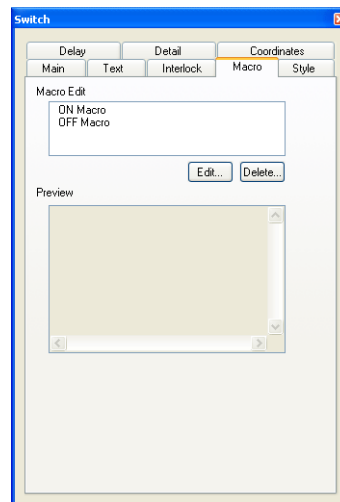 Switch
Delay Detail Coordinates
Main Text Interlock Macro Style
Macro Edit
ON Macro
OFF Macro
Edit... Delete...
Preview